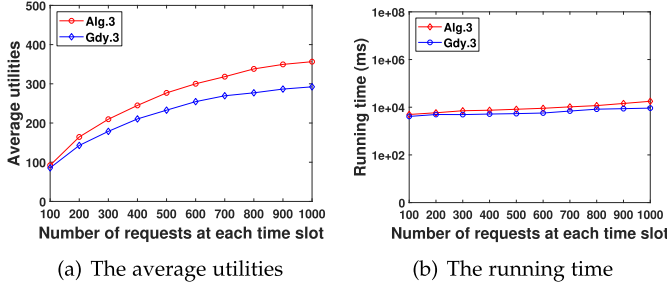 500
400
300
200
100
0
Average utilities
Alg.3
Gdy.3
100 200 300 400 500 600 700 800 900 1000
Number of requests at each time slot
(a) The average utilities
1e+08
1e+06
1e+04
1e+02
0
Running time (ms)
Alg.3
Gdy.3
100 200 300 400 500 600 700 800 900 1000
Number of requests at each time slot
(b) The running time